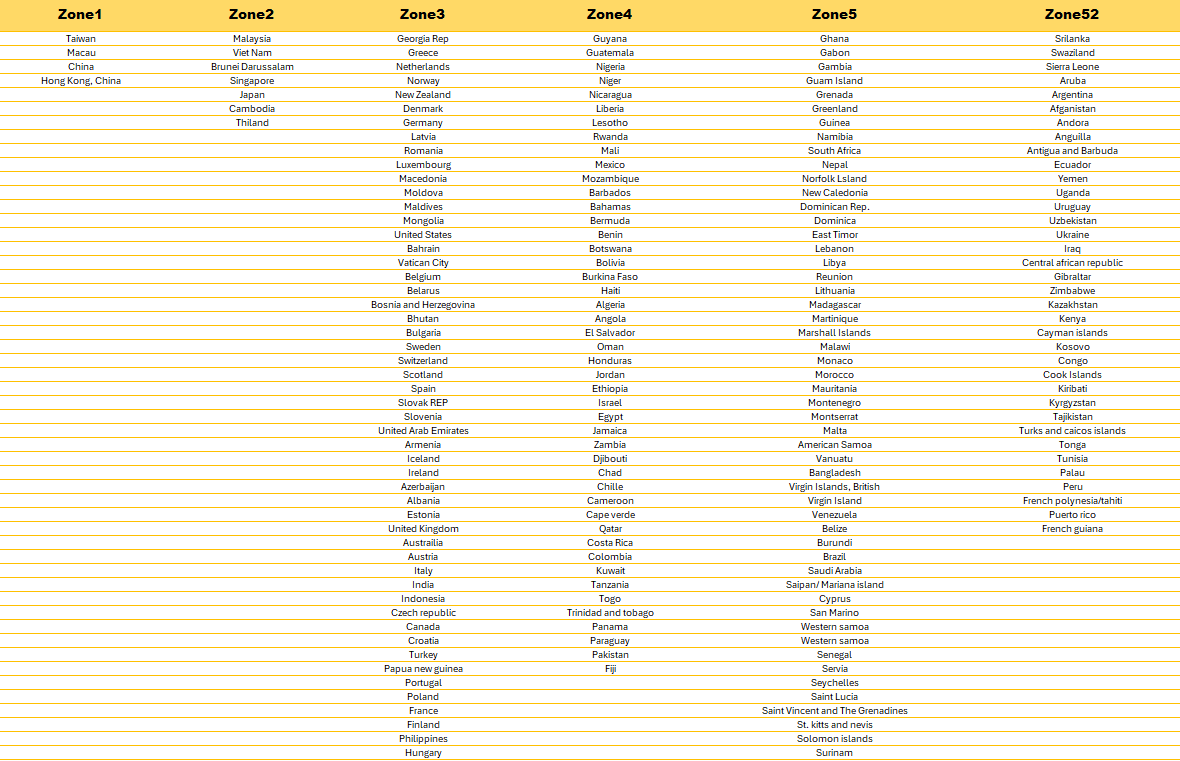 Zone1 Zone2 Zone3 Zone4 Zone5 Zone52
Taiwan Malaysia Georgia Rep Guyana Ghana Srilanka
Macau Viet Nam Greece Guatemala Gabon Swaziland
China Brunei Darussalam Netherlands Nigeria Gambia Sierra Leone
Hong Kong, China Singapore Norway Niger Guam Island Aruba
Japan New Zealand Nicaragua Grenada Argentina
Cambodia Denmark Liberia Greenland Afganistan
Thiland Germany Lesotho Guinea Andora
Latvia Rwanda Namibia Anguilla
Romania Mali South Africa Antigua and Barbuda
Luxembourg Mexico Nepal Ecuador
Macedonia Mozambique Norfolk Lsland Yemen
Moldova Barbados New Caledonia Uganda
Maldives Bahamas Dominican Rep. Uruguay
Mongolia Bermuda Dominica Uzbekistan
United States Benin East Timor Ukraine
Bahrain Botswana Lebanon Iraq
Vatican City Bolivia Libya Central african republic
Belgium Burkina Faso Reunion Gibraltar
Belarus Haiti Lithuania Zimbabwe
Bosnia and Herzegovina Algeria Madagascar Kazakhstan
Bhutan Angola Martinique Kenya
Bulgaria El Salvador Marshall Islands Cayman islands
Sweden Oman Malawi Kosovo
Switzerland Honduras Monaco Congo
Scotland Jordan Morocco Cook Islands
Spain Ethiopia Mauritania Kiribati
Slovak REP Israel Montenegro Kyrgyzstan
Slovenia Egypt Montserrat Tajikistan
United Arab Emirates Jamaica Malta Turks and caicos islands
Armenia Zambia American Samoa Tonga
Iceland Djibouti Vanuatu Tunisia
Ireland Chad Bangladesh Palau
Azerbaijan Chille Virgin Islands, British Peru
Albania Cameroon Virgin Island French polynesia/tahiti
Estonia Cape verde Venezuela Puerto rico
United Kingdom Qatar Belize French guiana
Austrailia Costa Rica Burundi
Austria Colombia Brazil
Italy Kuwait Saudi Arabia
India Tanzania Saipan/ Mariana island
Indonesia Togo Cyprus
Czech republic Trinidad and tobago San Marino
Canada Panama Western samoa
Croatia Paraguay Western samoa
Turkey Pakistan Senegal
Papua new guinea Fiji Servia
Portugal Seychelles
Poland Saint Lucia
France Saint Vincent and The Grenadines
Finland St. kitts and nevis
Philippines Solomon islands
Hungary Surinam